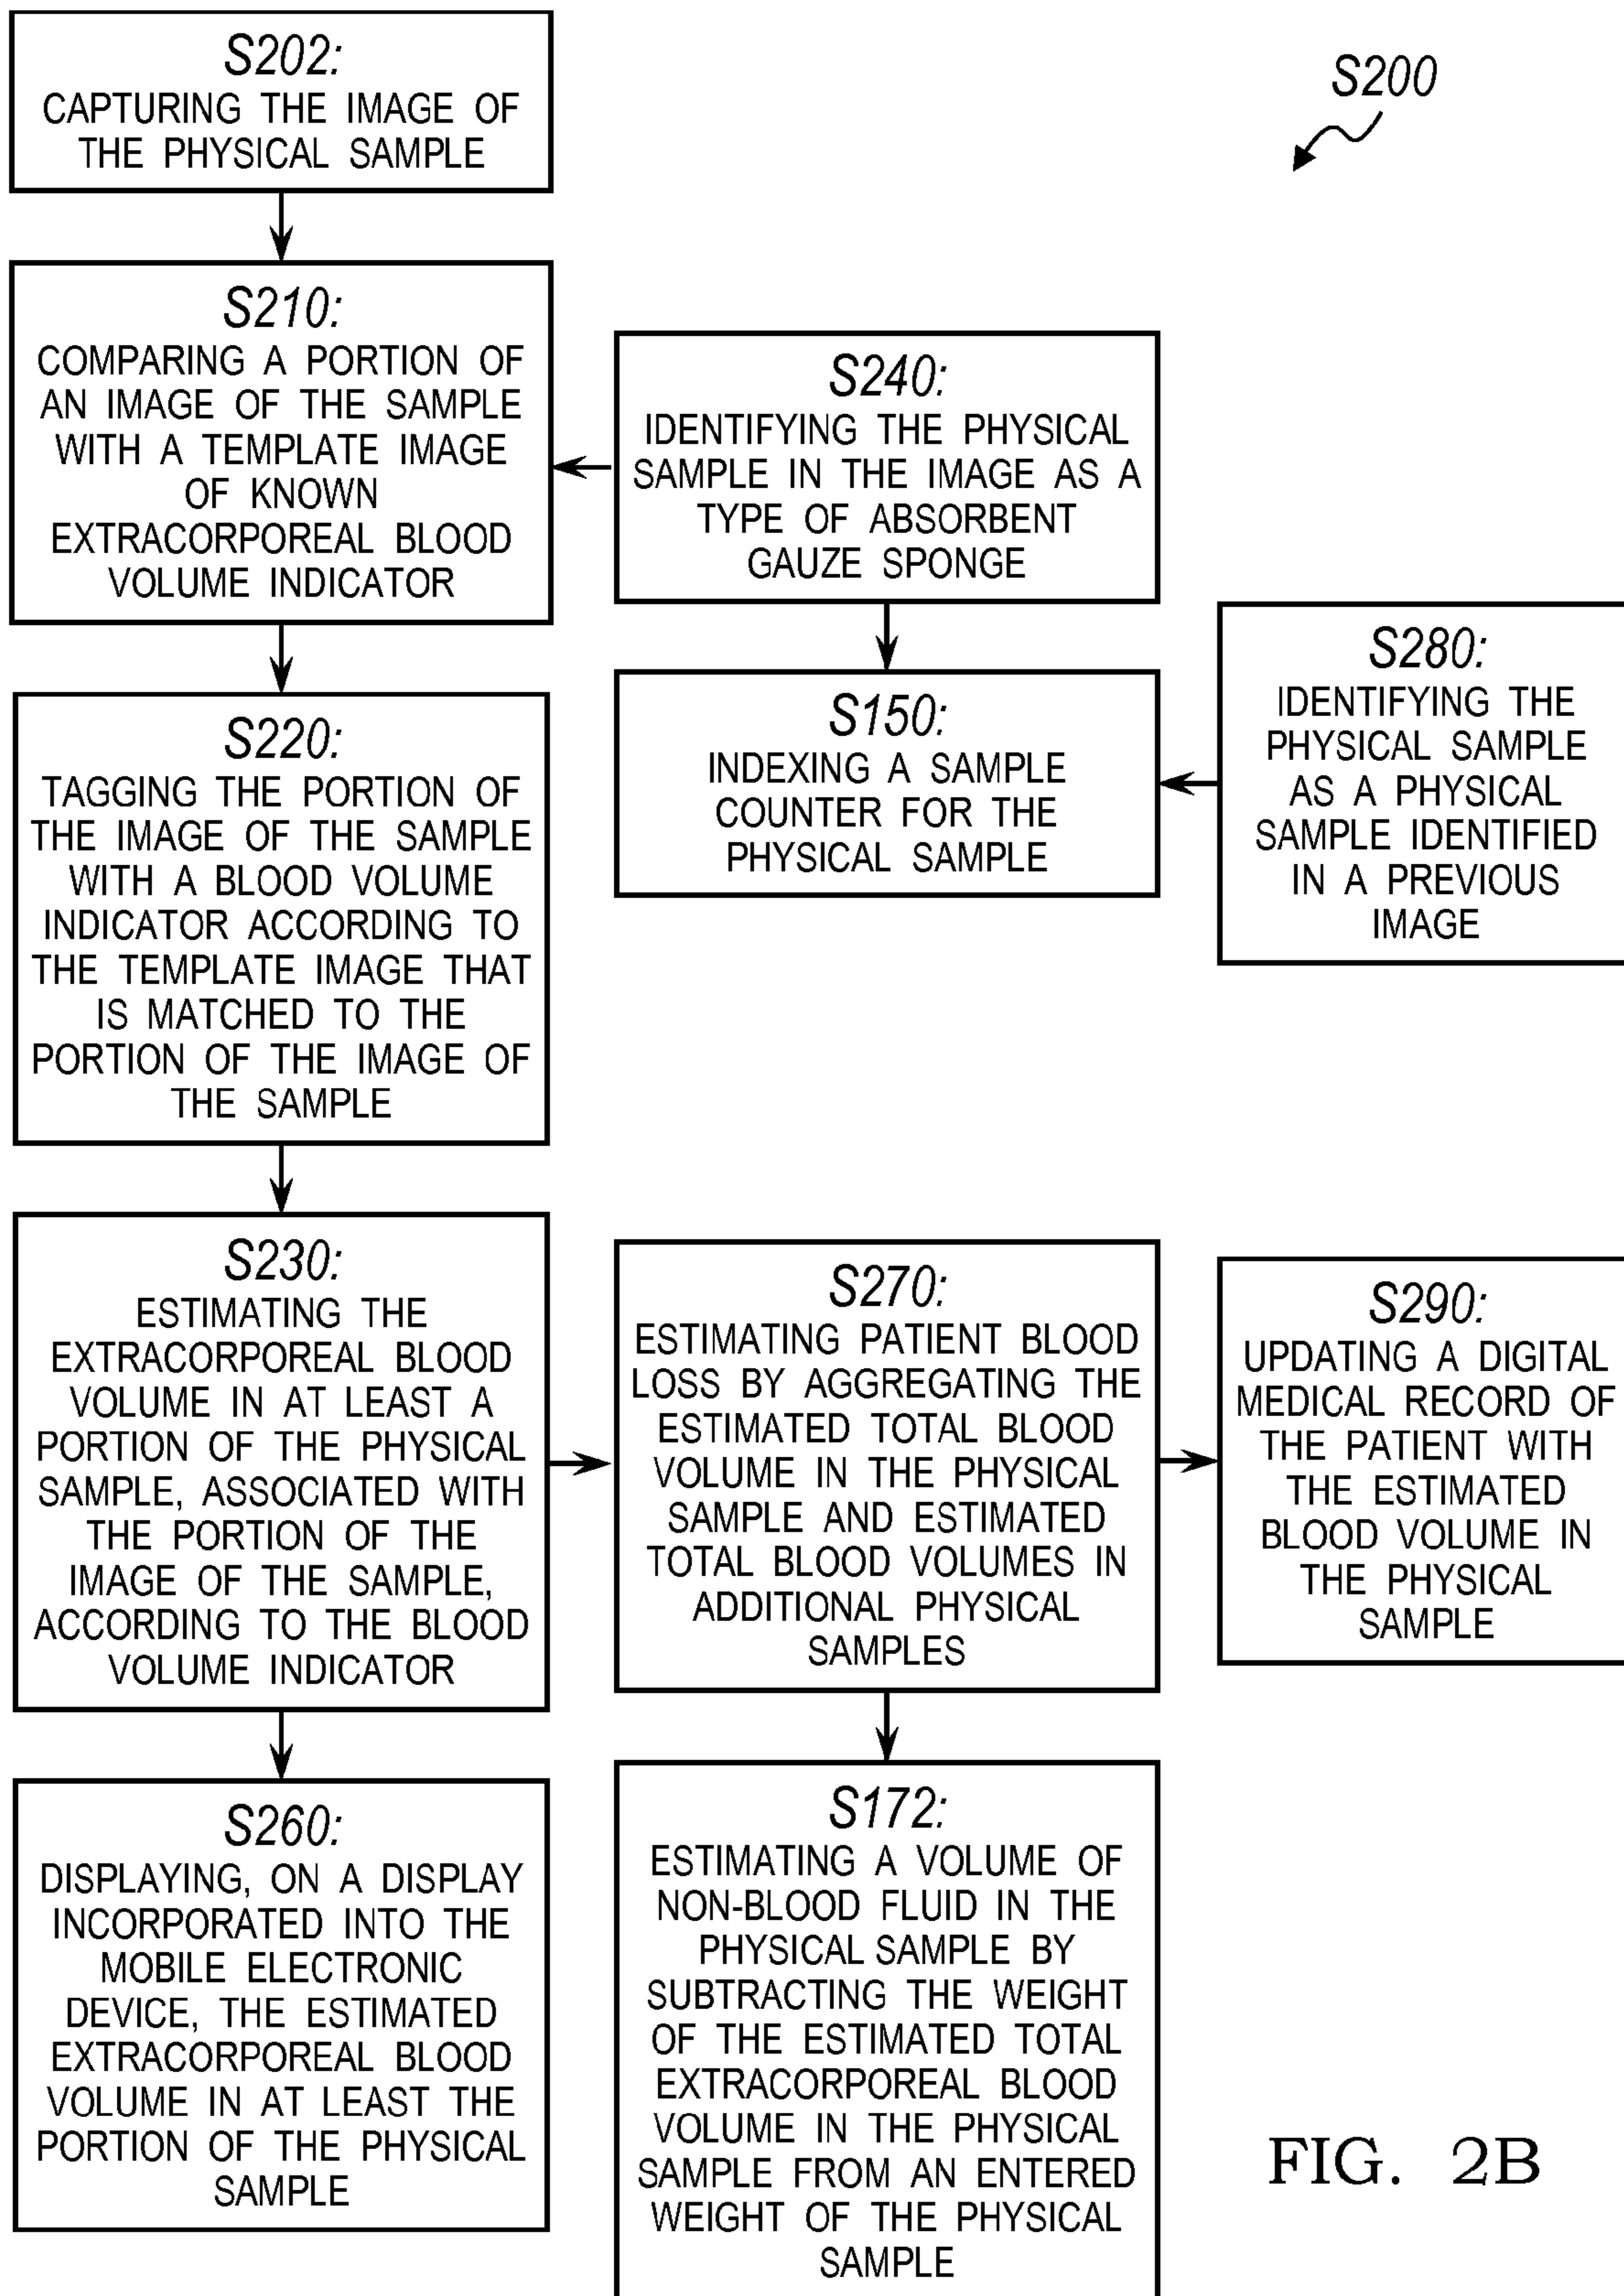 S202:
CAPTURING THE IMAGE OF
THE PHYSICAL SAMPLE
S200
S210:
COMPARING A PORTION OF
AN IMAGE OF THE SAMPLE
WITH A TEMPLATE IMAGE
OF KNOWN
EXTRACORPOREAL BLOOD
VOLUME INDICATOR
S240:
IDENTIFYING THE PHYSICAL
SAMPLE IN THE IMAGE AS A
TYPE OF ABSORBENT
GAUZE SPONGE
S280:
IDENTIFYING THE
PHYSICAL SAMPLE
AS A PHYSICAL
SAMPLE IDENTIFIED
IN A PREVIOUS
IMAGE
S150:
INDEXING A SAMPLE
COUNTER FOR THE
PHYSICAL SAMPLE
S220:
TAGGING THE PORTION OF
THE IMAGE OF THE SAMPLE
WITH A BLOOD VOLUME
INDICATOR ACCORDING TO
THE TEMPLATE IMAGE THAT
IS MATCHED TO THE
PORTION OF THE IMAGE OF
THE SAMPLE
S230:
ESTIMATING THE
EXTRACORPOREAL BLOOD
VOLUME IN AT LEAST A
PORTION OF THE PHYSICAL
SAMPLE, ASSOCIATED WITH
THE PORTION OF THE
IMAGE OF THE SAMPLE,
ACCORDING TO THE BLOOD
VOLUME INDICATOR
S270:
ESTIMATING PATIENT BLOOD
LOSS BY AGGREGATING THE
ESTIMATED TOTAL BLOOD
VOLUME IN THE PHYSICAL
SAMPLE AND ESTIMATED
TOTAL BLOOD VOLUMES IN
ADDITIONAL PHYSICAL
SAMPLES
S290:
UPDATING A DIGITAL
MEDICAL RECORD OF
THE PATIENT WITH
THE ESTIMATED
BLOOD VOLUME IN
THE PHYSICAL
SAMPLE
S260:
DISPLAYING, ON A DISPLAY
INCORPORATED INTO THE
MOBILE ELECTRONIC
DEVICE, THE ESTIMATED
EXTRACORPOREAL BLOOD
VOLUME IN AT LEAST THE
PORTION OF THE PHYSICAL
SAMPLE
S172:
ESTIMATING A VOLUME OF
NON-BLOOD FLUID IN THE
PHYSICAL SAMPLE BY
SUBTRACTING THE WEIGHT
OF THE ESTIMATED TOTAL
EXTRACORPOREAL BLOOD
VOLUME IN THE PHYSICAL
SAMPLE FROM AN ENTERED
WEIGHT OF THE PHYSICAL
SAMPLE
FIG. 2B